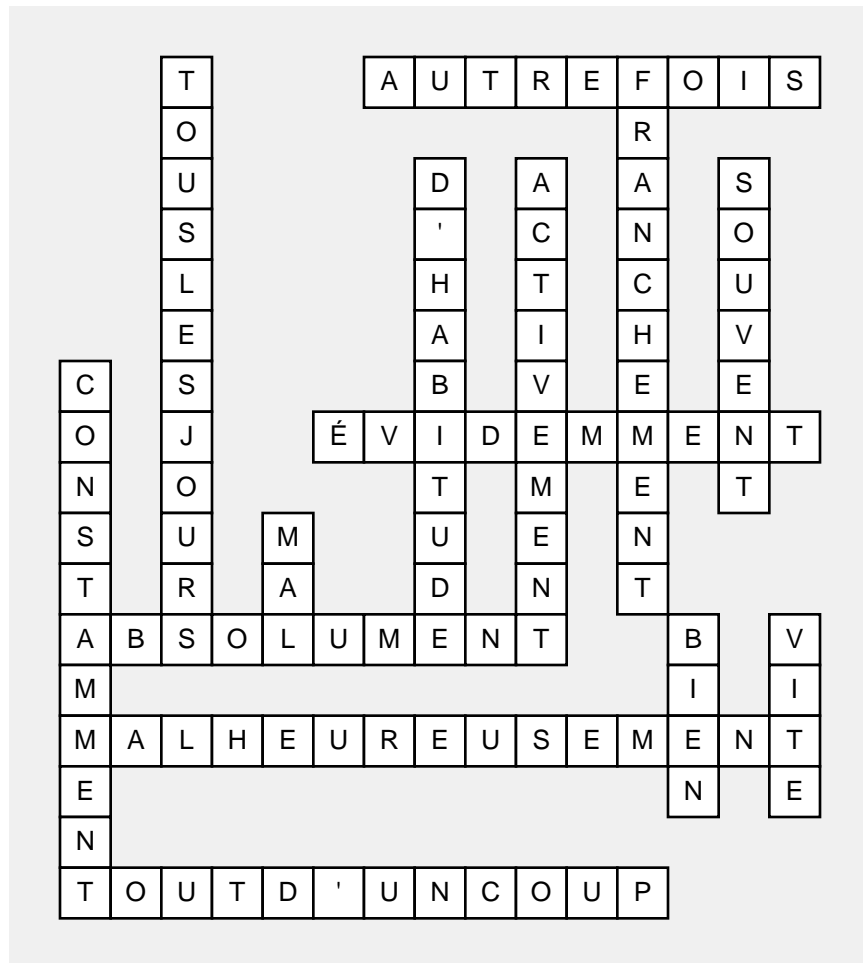 TOUSLESJOURS
AUTREFOIS
FRANCHEMENT
D'HABITUDE
ACTIVEMENT
SOUVENT
CONSTAMMENT
ÉVIDEMMENT
MAL
ABSOLUMENT
BIEN
VITE
MALHEUREUSEMENT
TOUTD'UNCOUP